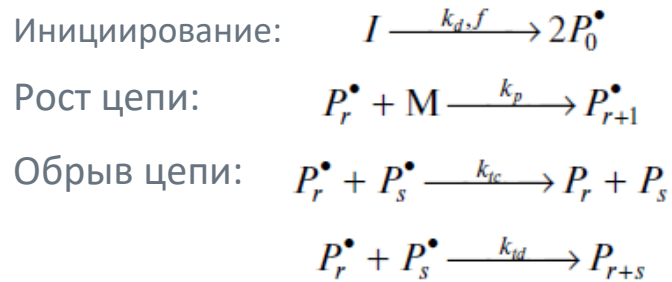 Инициирование: I —k_d, f→ 2P₀•
Рост цепи: P_r• + M —k_p→ P_{r+1}•
Обрыв цепи: P_r• + P_s• —k_tc→ P_r + P_s
P_r• + P_s• —k_td→ P_{r+s}